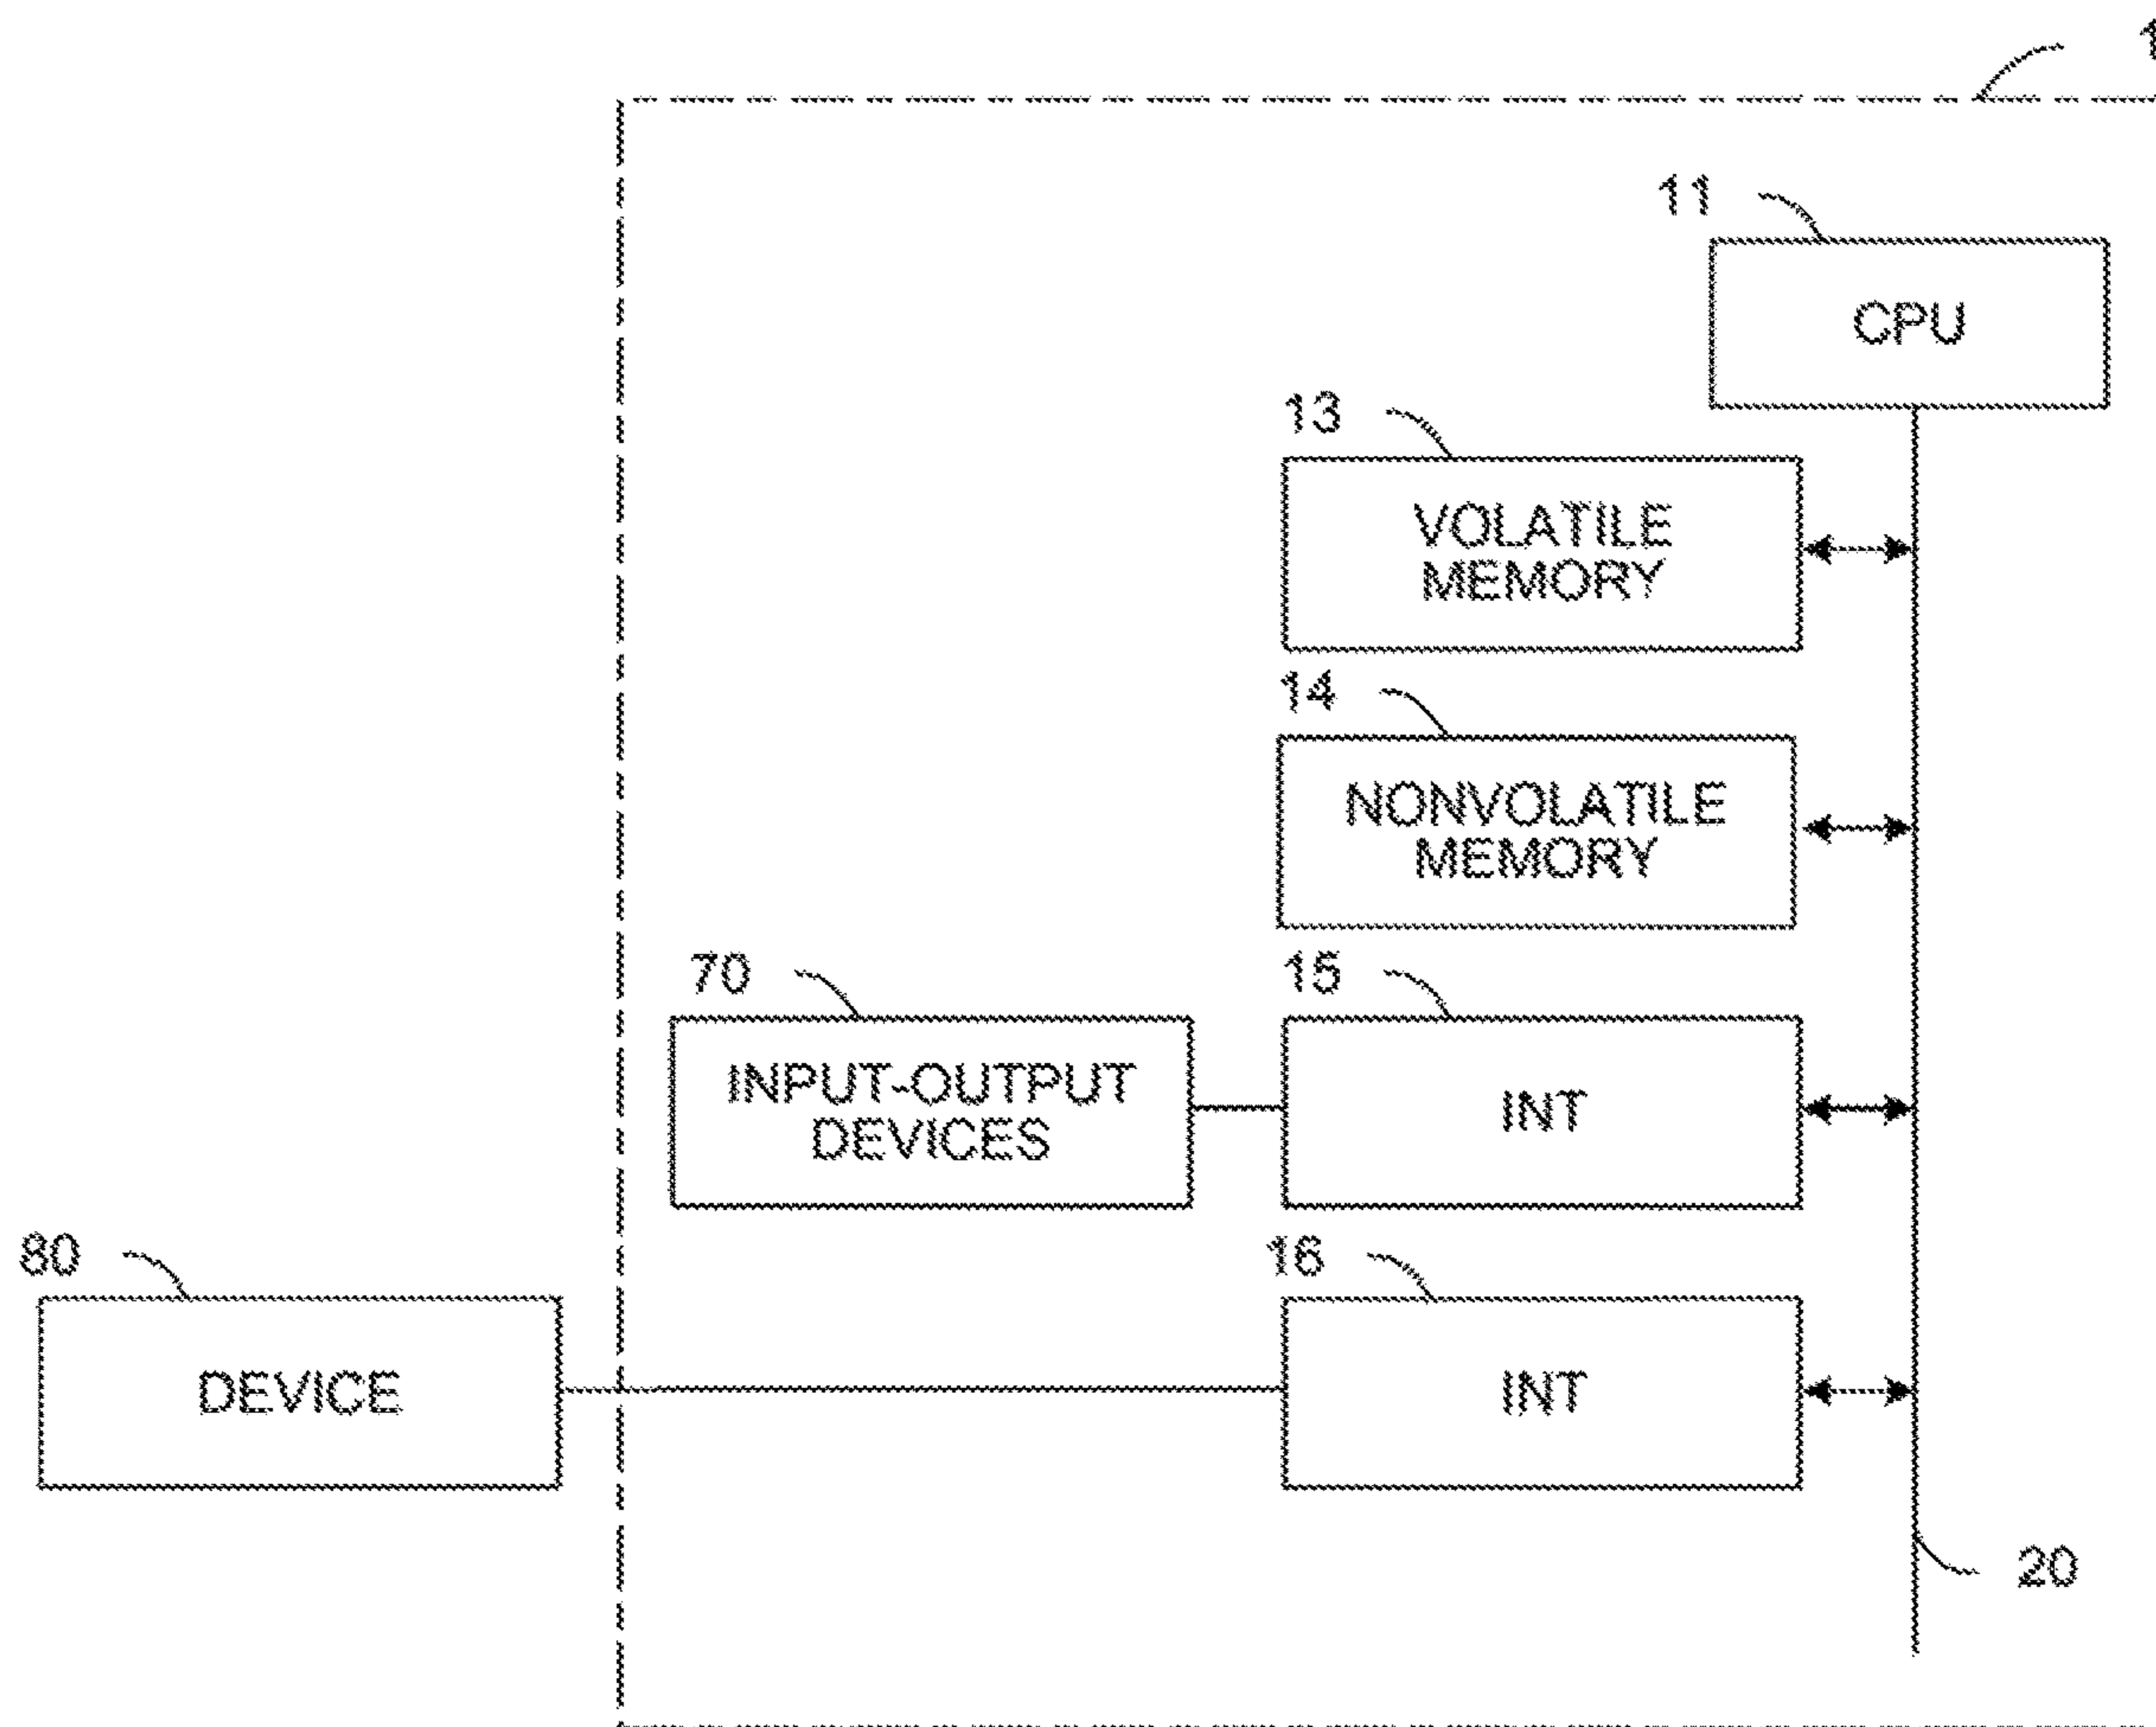 1
11
CPU
13
VOLATILE
MEMORY
14
NONVOLATILE
MEMORY
70
15
INPUT-OUTPUT
DEVICES
INT
80
16
DEVICE
INT
20